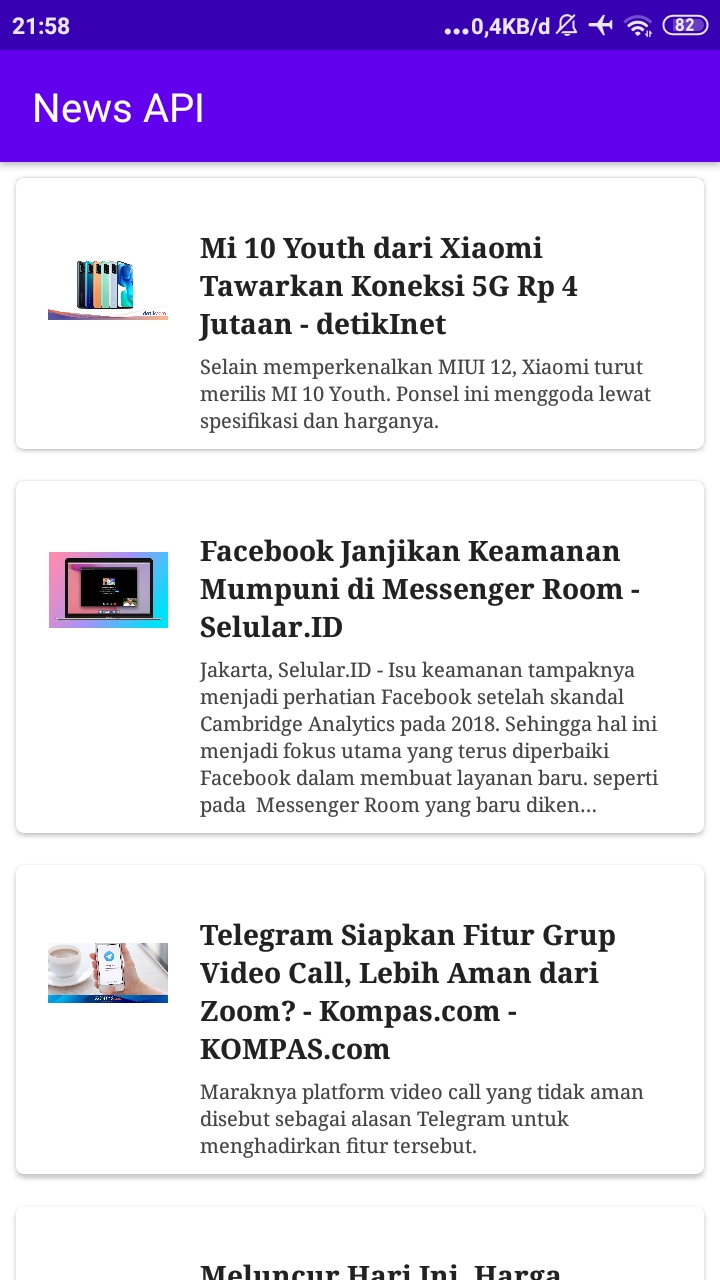 21:58
...0,4KB/d
82
News API
Mi 10 Youth dari Xiaomi
Tawarkan Koneksi 5G Rp 4
Jutaan - detikInet
Selain memperkenalkan MIUI 12, Xiaomi turut
merilis MI 10 Youth. Ponsel ini menggoda lewat
spesifikasi dan harganya.
Facebook Janjikan Keamanan
Mumpuni di Messenger Room -
Selular.ID
Jakarta, Selular.ID - Isu keamanan tampaknya
menjadi perhatian Facebook setelah skandal
Cambridge Analytics pada 2018. Sehingga hal ini
menjadi fokus utama yang terus diperbaiki
Facebook dalam membuat layanan baru. seperti
pada  Messenger Room yang baru diken...
Telegram Siapkan Fitur Grup
Video Call, Lebih Aman dari
Zoom? - Kompas.com -
KOMPAS.com
Maraknya platform video call yang tidak aman
disebut sebagai alasan Telegram untuk
menghadirkan fitur tersebut.
Meluncur Hari Ini, Harga